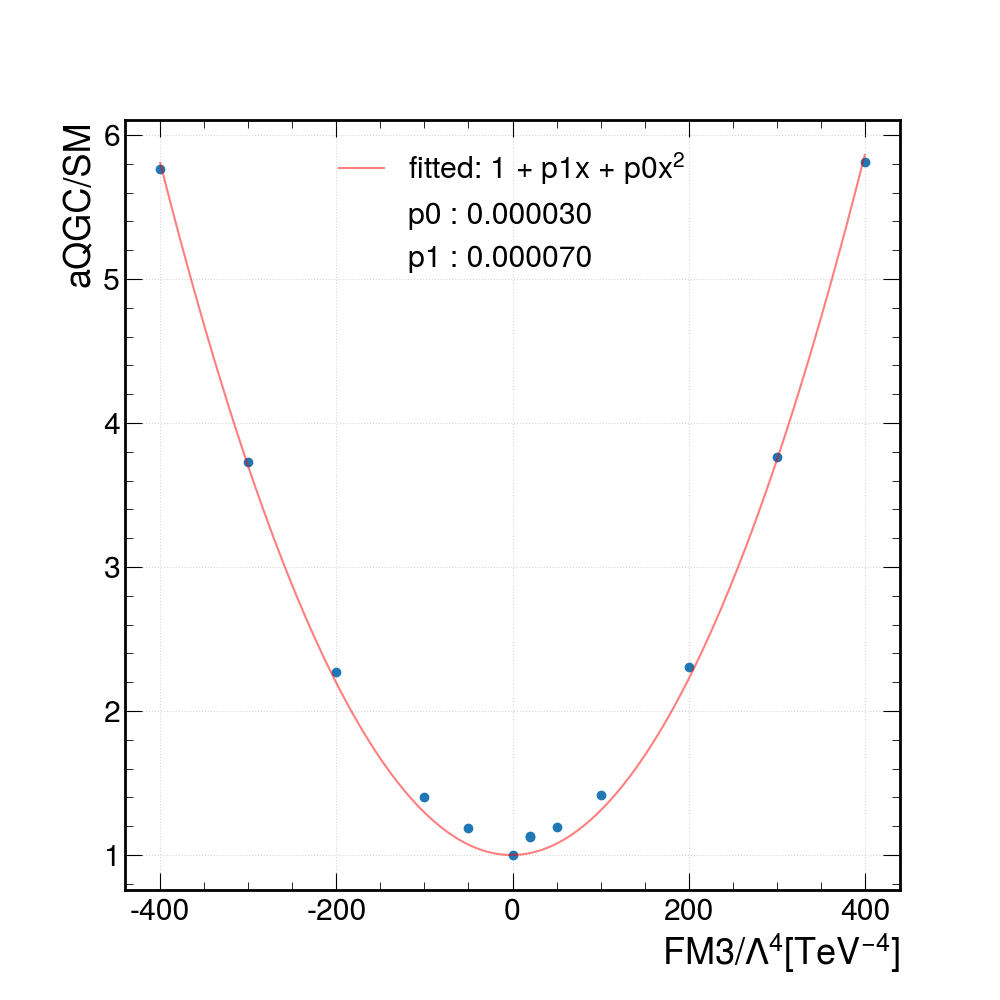 aQGC/SM
6
5
4
3
2
1
fitted: 1 + p1x + p0x²
p0 : 0.000030
p1 : 0.000070
-400 -200 0 200 400
FM3/Λ⁴[TeV⁻⁴]